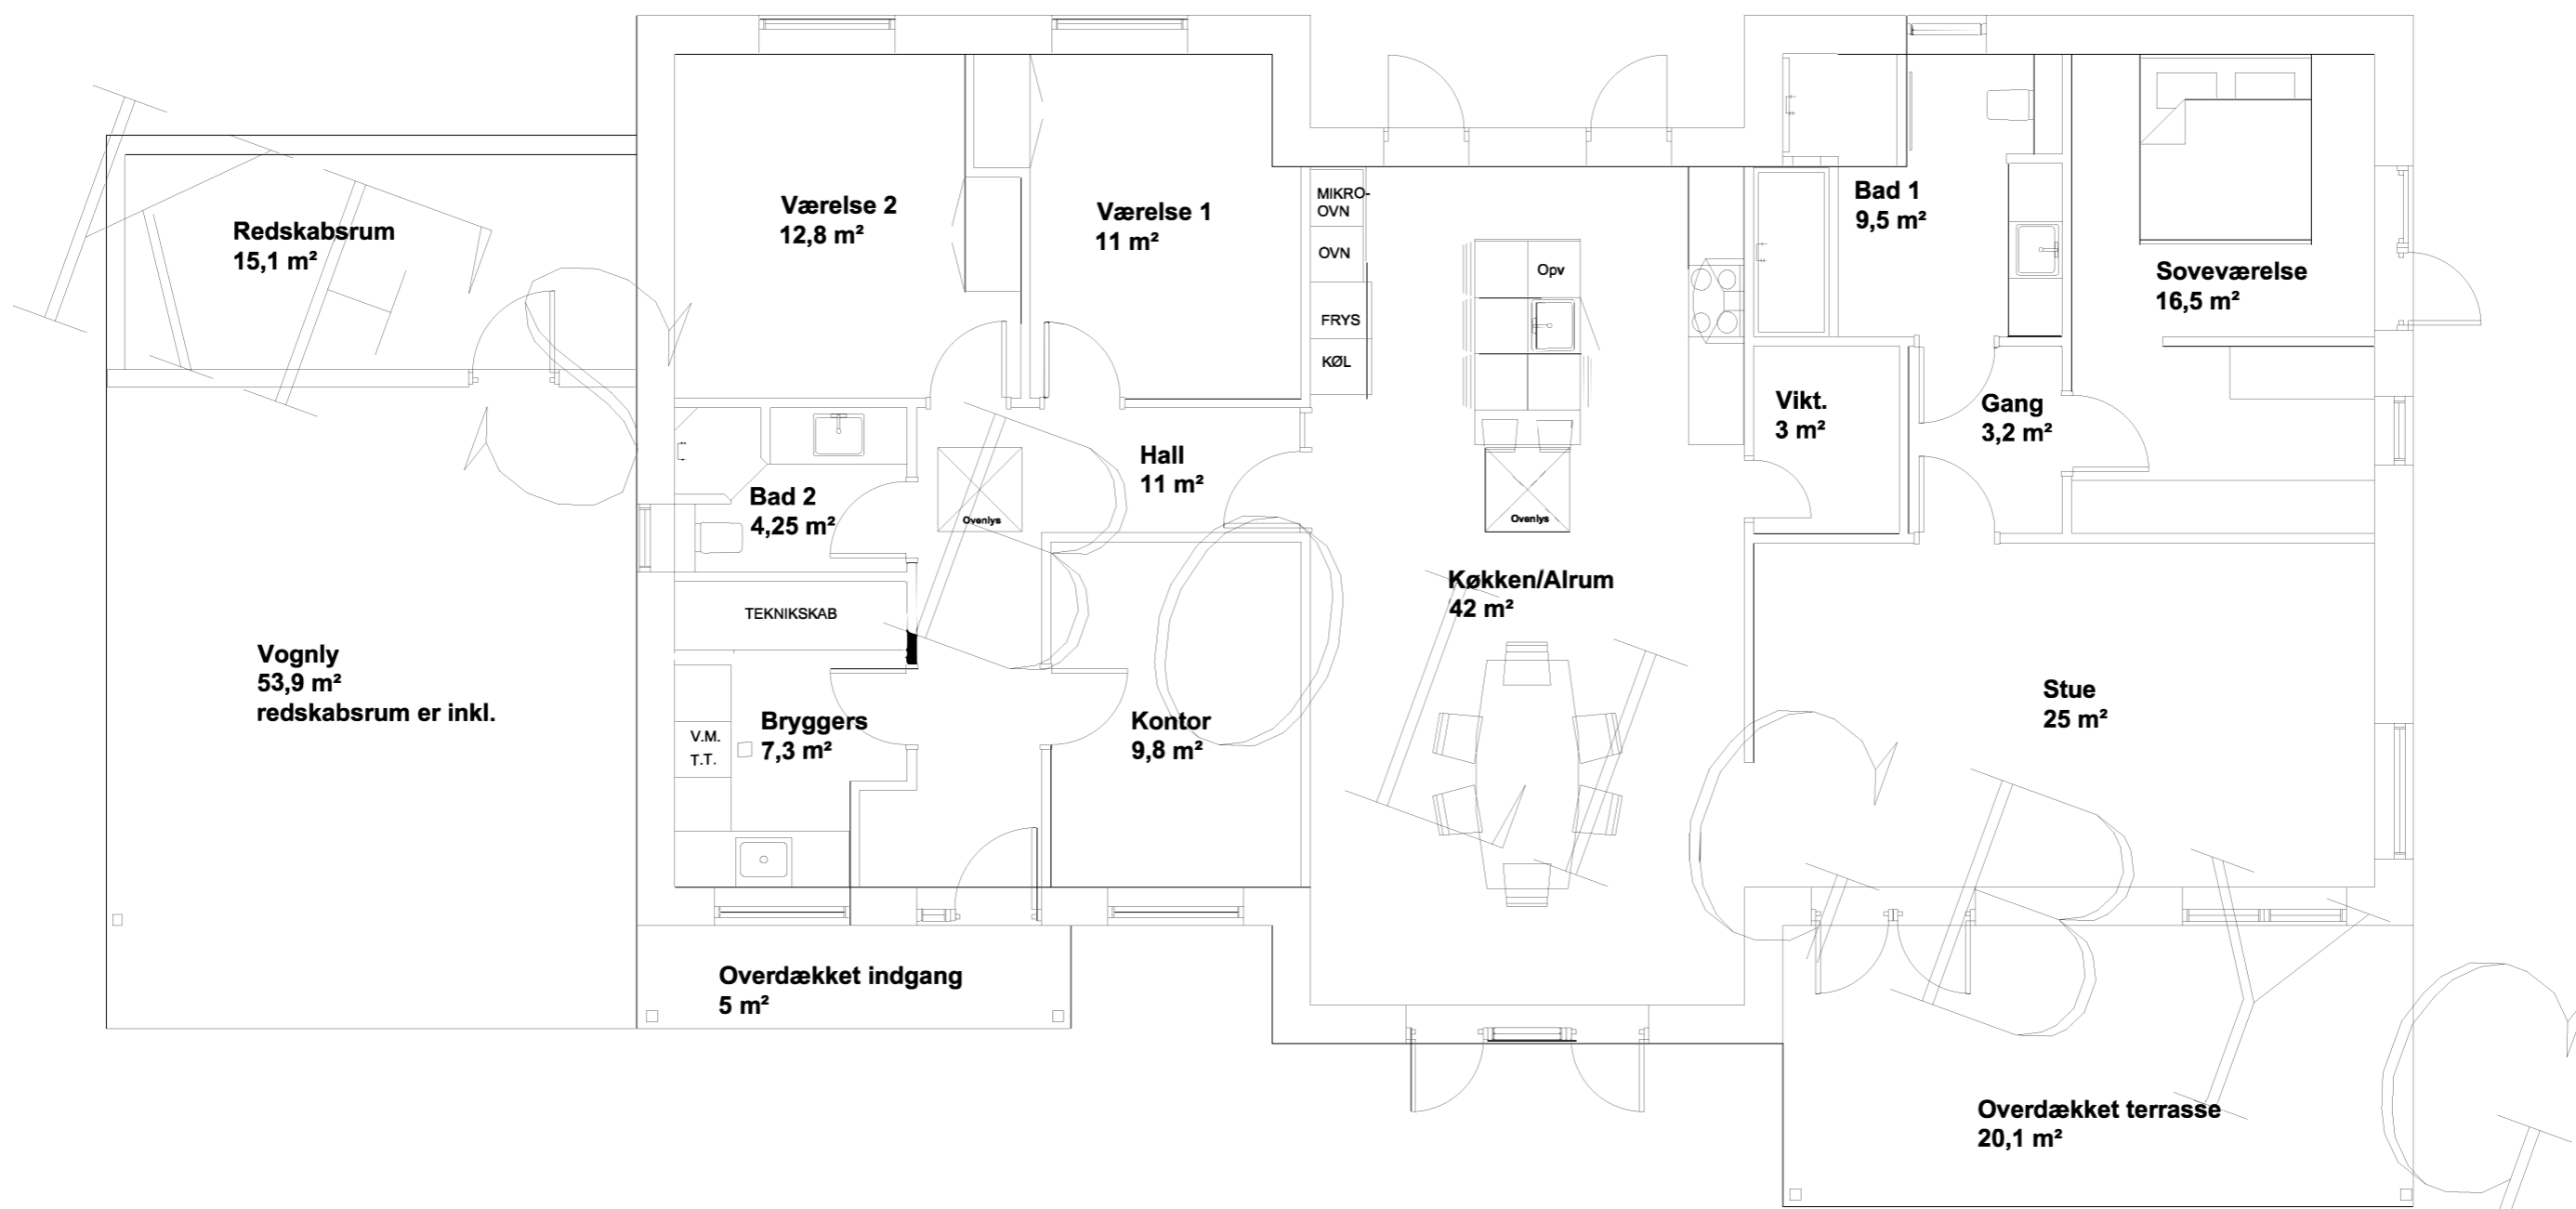 Redskabsrum
15,1 m²
Værelse 2
12,8 m²
Værelse 1
11 m²
MIKRO-
OVN
OVN
FRYS
KØL
Opv
Bad 1
9,5 m²
Soveværelse
16,5 m²
Vikt.
3 m²
Gang
3,2 m²
Hall
11 m²
Bad 2
4,25 m²
Ovenlys
Ovenlys
Køkken/Alrum
42 m²
TEKNIKSKAB
Vognly
53,9 m²
redskabsrum er inkl.
V.M.
T.T.
Bryggers
7,3 m²
Kontor
9,8 m²
Stue
25 m²
Overdækket indgang
5 m²
Overdækket terrasse
20,1 m²